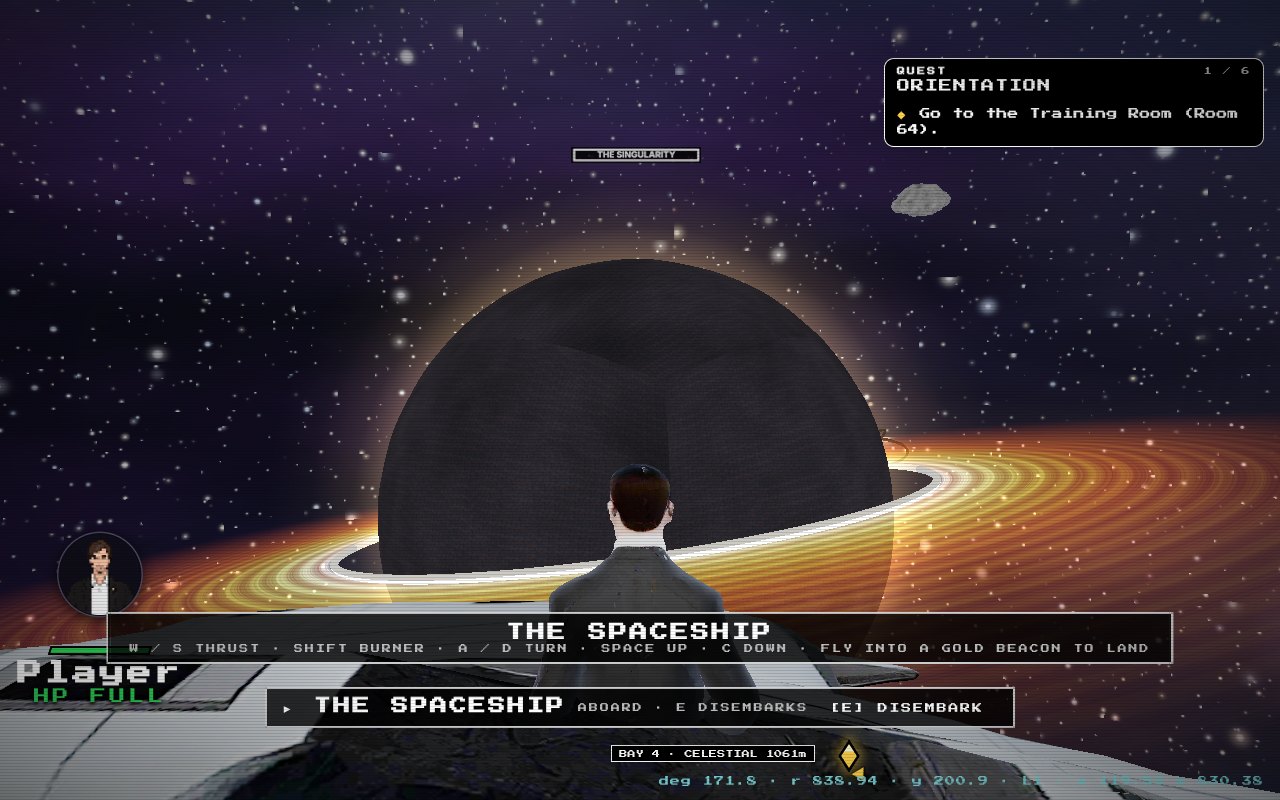 QUEST 1 / 6
ORIENTATION
◆ Go to the Training Room (Room
64).
THE SINGULARITY
THE SPACESHIP
W / S THRUST · SHIFT BURNER · A / D TURN · SPACE UP · C DOWN · FLY INTO A GOLD BEACON TO LAND
Player
HP FULL
▸ THE SPACESHIP ABOARD · E DISEMBARKS [E] DISEMBARK
BAY 4 · CELESTIAL 1061m
deg 171.8 · r 838.94 · y 200.9 ·